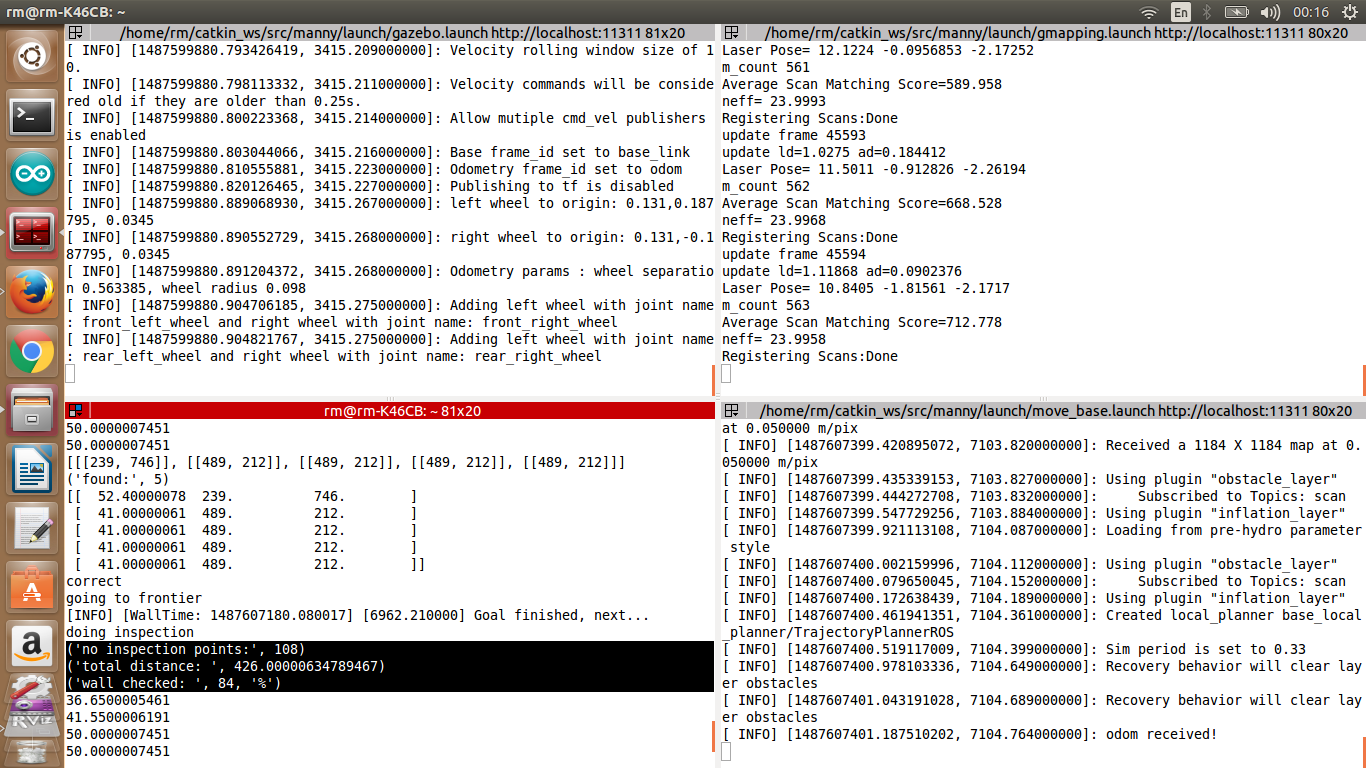 rm@rm-K46CB: ~
En
00:16
/home/rm/catkin_ws/src/manny/launch/gazebo.launch http://localhost:11311 81x20
[ INFO] [1487599880.793426419, 3415.209000000]: Velocity rolling window size of 1
0.
[ INFO] [1487599880.798113332, 3415.211000000]: Velocity commands will be conside
red old if they are older than 0.25s.
[ INFO] [1487599880.800223368, 3415.214000000]: Allow mutiple cmd_vel publishers
is enabled
[ INFO] [1487599880.803044066, 3415.216000000]: Base frame_id set to base_link
[ INFO] [1487599880.810555881, 3415.223000000]: Odometry frame_id set to odom
[ INFO] [1487599880.820126465, 3415.227000000]: Publishing to tf is disabled
[ INFO] [1487599880.889068930, 3415.267000000]: left wheel to origin: 0.131,0.187
795, 0.0345
[ INFO] [1487599880.890552729, 3415.268000000]: right wheel to origin: 0.131,-0.1
87795, 0.0345
[ INFO] [1487599880.891204372, 3415.268000000]: Odometry params : wheel separatio
n 0.563385, wheel radius 0.098
[ INFO] [1487599880.904706185, 3415.275000000]: Adding left wheel with joint name
: front_left_wheel and right wheel with joint name: front_right_wheel
[ INFO] [1487599880.904821767, 3415.275000000]: Adding left wheel with joint name
: rear_left_wheel and right wheel with joint name: rear_right_wheel
/home/rm/catkin_ws/src/manny/launch/gmapping.launch http://localhost:11311 80x20
Laser Pose= 12.1224 -0.0956853 -2.17252
m_count 561
Average Scan Matching Score=589.958
neff= 23.9993
Registering Scans:Done
update frame 45593
update ld=1.0275 ad=0.184412
Laser Pose= 11.5011 -0.912826 -2.26194
m_count 562
Average Scan Matching Score=668.528
neff= 23.9968
Registering Scans:Done
update frame 45594
update ld=1.11868 ad=0.0902376
Laser Pose= 10.8405 -1.81561 -2.1717
m_count 563
Average Scan Matching Score=712.778
neff= 23.9958
Registering Scans:Done
rm@rm-K46CB: ~ 81x20
50.0000007451
50.0000007451
[[[239, 746]], [[489, 212]], [[489, 212]], [[489, 212]], [[489, 212]]]
('found:', 5)
[[  52.40000078  239.          746.        ]
 [  41.00000061  489.          212.        ]
 [  41.00000061  489.          212.        ]
 [  41.00000061  489.          212.        ]
 [  41.00000061  489.          212.        ]]
correct
going to frontier
[INFO] [WallTime: 1487607180.080017] [6962.210000] Goal finished, next...
doing inspection
('no inspection points:', 108)
('total distance: ', 426.00000634789467)
('wall checked: ', 84, '%')
36.6500005461
41.5500006191
50.0000007451
50.0000007451
/home/rm/catkin_ws/src/manny/launch/move_base.launch http://localhost:11311 80x20
at 0.050000 m/pix
[ INFO] [1487607399.420895072, 7103.820000000]: Received a 1184 X 1184 map at 0.
050000 m/pix
[ INFO] [1487607399.435339153, 7103.827000000]: Using plugin "obstacle_layer"
[ INFO] [1487607399.444272708, 7103.832000000]:     Subscribed to Topics: scan
[ INFO] [1487607399.547729256, 7103.884000000]: Using plugin "inflation_layer"
[ INFO] [1487607399.921113108, 7104.087000000]: Loading from pre-hydro parameter
 style
[ INFO] [1487607400.002159996, 7104.112000000]: Using plugin "obstacle_layer"
[ INFO] [1487607400.079650045, 7104.152000000]:     Subscribed to Topics: scan
[ INFO] [1487607400.172638439, 7104.189000000]: Using plugin "inflation_layer"
[ INFO] [1487607400.461941351, 7104.361000000]: Created local_planner base_local
_planner/TrajectoryPlannerROS
[ INFO] [1487607400.519117009, 7104.399000000]: Sim period is set to 0.33
[ INFO] [1487607400.978103336, 7104.649000000]: Recovery behavior will clear lay
er obstacles
[ INFO] [1487607401.043191028, 7104.689000000]: Recovery behavior will clear lay
er obstacles
[ INFO] [1487607401.187510202, 7104.764000000]: odom received!
RViz